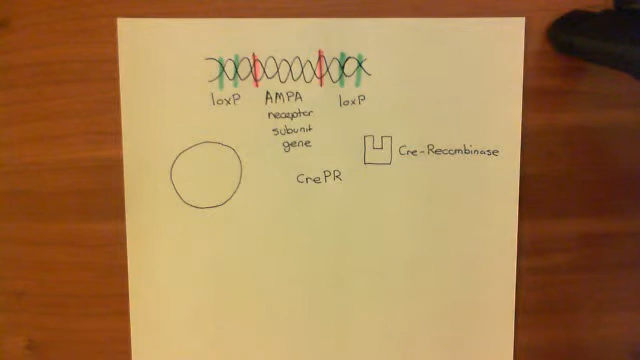 loxP
AMPA
receptor
subunit
gene
loxP
Cre-Recombinase
CrePR